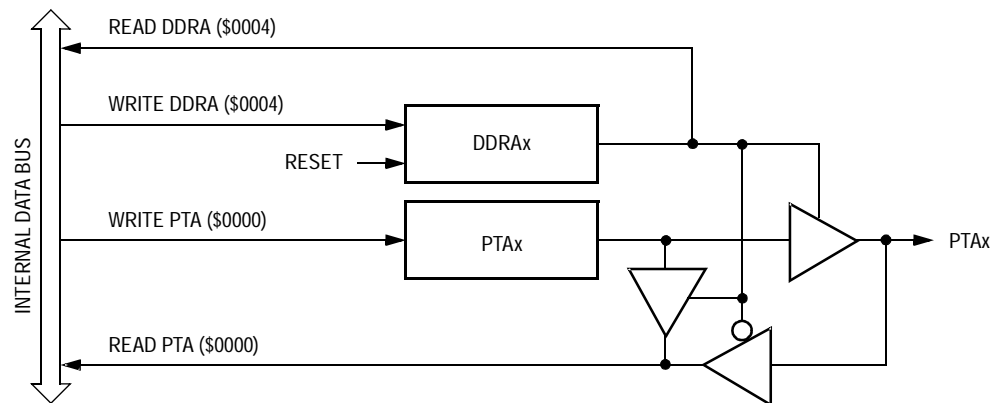 READ DDRA ($0004)
WRITE DDRA ($0004)
DDRAx
RESET
INTERNAL DATA BUS
WRITE PTA ($0000)
PTAx
PTAx
READ PTA ($0000)